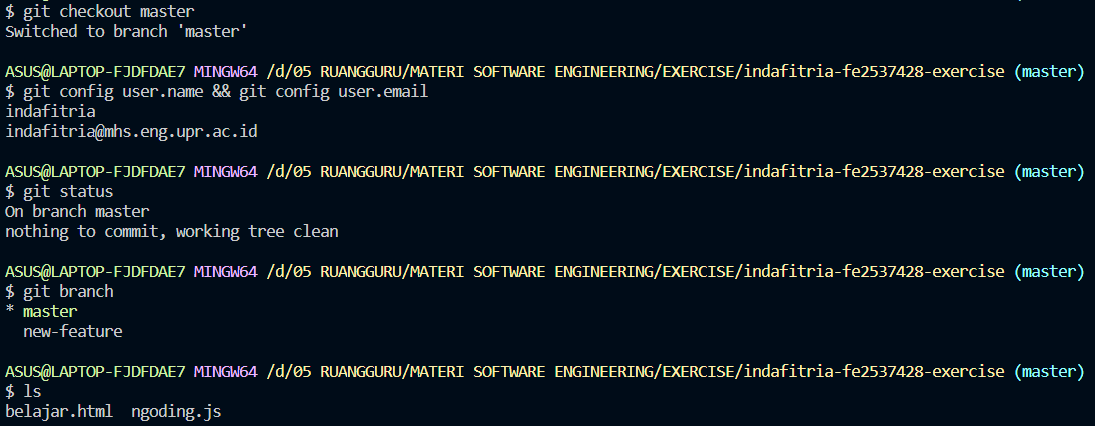 $ git checkout master
Switched to branch 'master'
ASUS@LAPTOP-FJDFDAE7 MINGW64 /d/05 RUANGGURU/MATERI SOFTWARE ENGINEERING/EXERCISE/indafitria-fe2537428-exercise (master)
$ git config user.name && git config user.email
indafitria
indafitria@mhs.eng.upr.ac.id
ASUS@LAPTOP-FJDFDAE7 MINGW64 /d/05 RUANGGURU/MATERI SOFTWARE ENGINEERING/EXERCISE/indafitria-fe2537428-exercise (master)
$ git status
On branch master
nothing to commit, working tree clean
ASUS@LAPTOP-FJDFDAE7 MINGW64 /d/05 RUANGGURU/MATERI SOFTWARE ENGINEERING/EXERCISE/indafitria-fe2537428-exercise (master)
$ git branch
* master
  new-feature
ASUS@LAPTOP-FJDFDAE7 MINGW64 /d/05 RUANGGURU/MATERI SOFTWARE ENGINEERING/EXERCISE/indafitria-fe2537428-exercise (master)
$ ls
belajar.html  ngoding.js